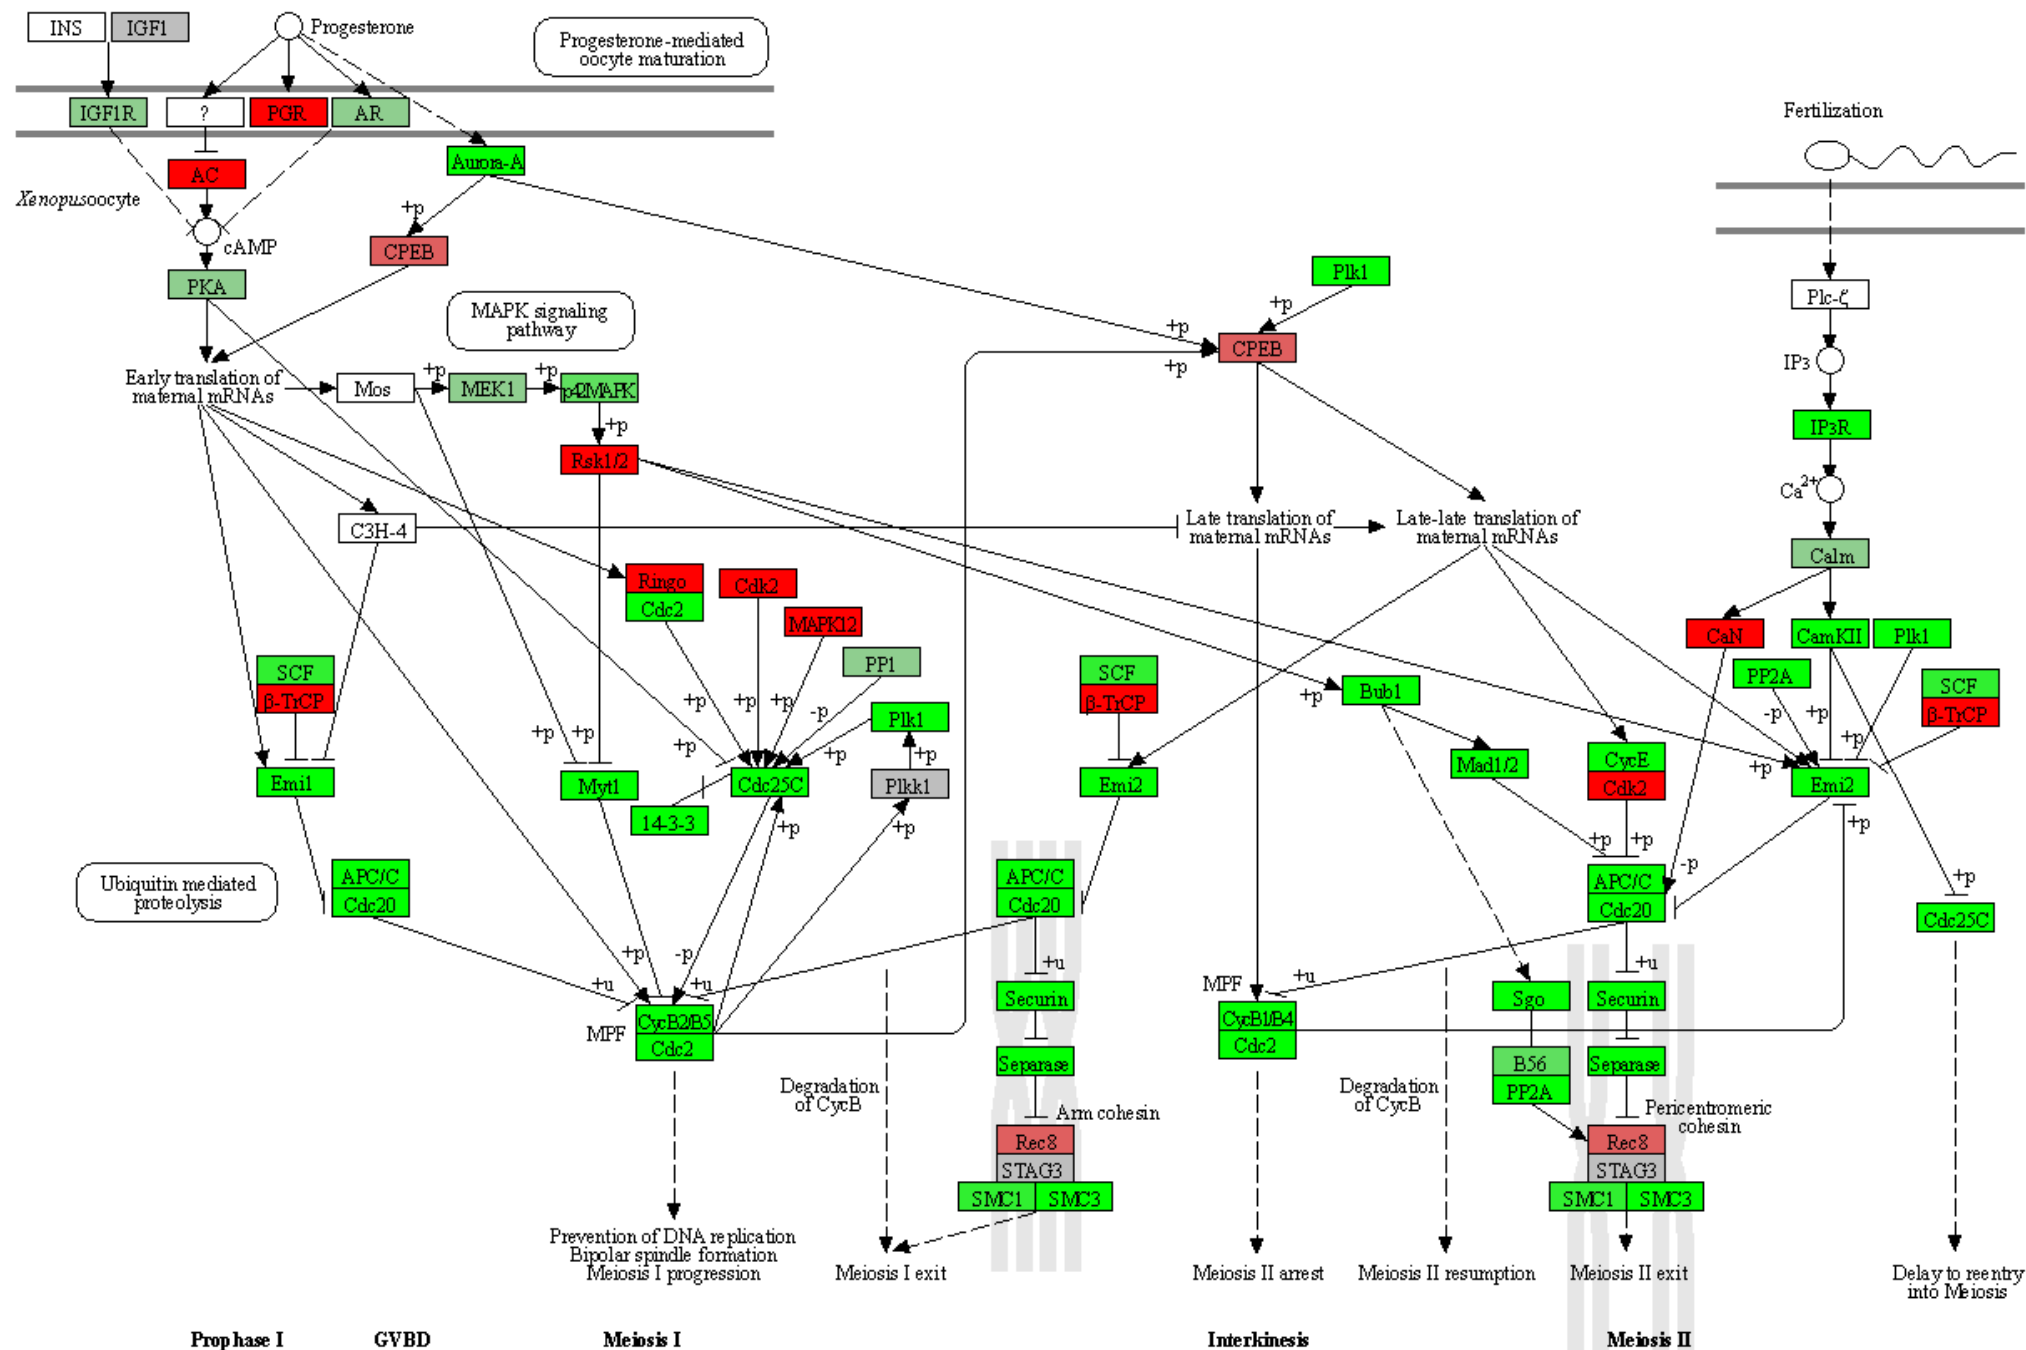 INS
IGF1
Progesterone
Progesterone-mediated
oocyte maturation
IGF1R
?
PGR
AR
Fertilization
Aurora-A
AC
Xenopusoocyte
+p
cAMP
CPEB
PKA
Plk1
+p
Plc-ζ
MAPK signaling
pathway
+p
CPEB
+p
IP3
Early translation of
maternal mRNAs
Mos
+p
MEK1
+p
p42MAPK
+p
IP3R
Rsk1/2
Ca2+
C3H-4
Late translation of
maternal mRNAs
Late-late translation of
maternal mRNAs
Calm
Ringo
Cdc2
Cdk2
MAPK12
CaN
CamKII
Plk1
PP1
SCF
β-TrCP
SCF
β-TrCP
Bub1
+p
PP2A
SCF
β-TrCP
+p
+p
+p
-p
Plk1
-p
+p
+p
+p
+p
+p
+p
+p
+p
Emi1
Myt1
Cdc25C
Plkk1
Emi2
Mad1/2
CycE
Cdk2
Emi2
14-3-3
+p
+p
+p
+p
+p
-p
Ubiquitin mediated
proteolysis
APC/C
Cdc20
APC/C
Cdc20
APC/C
Cdc20
+p
Cdc25C
+p
-p
+u
+u
+u
+u
+u
MPF
CycB2/B5
Cdc2
Securin
MPF
CycB1/B4
Cdc2
Sgo
Securin
Separase
B56
PP2A
Separase
Degradation
of CycB
Degradation
of CycB
Arm cohesin
Pericentromeric
cohesin
Rec8
STAG3
SMC1
SMC3
Rec8
STAG3
SMC1
SMC3
Prevention of DNA replication
Bipolar spindle formation
Meiosis I progression
Meiosis I exit
Meiosis II arrest
Meiosis II resumption
Meiosis II exit
Delay to reentry
into Meiosis
Prophase I
GVBD
Meiosis I
Interkinesis
Meiosis II